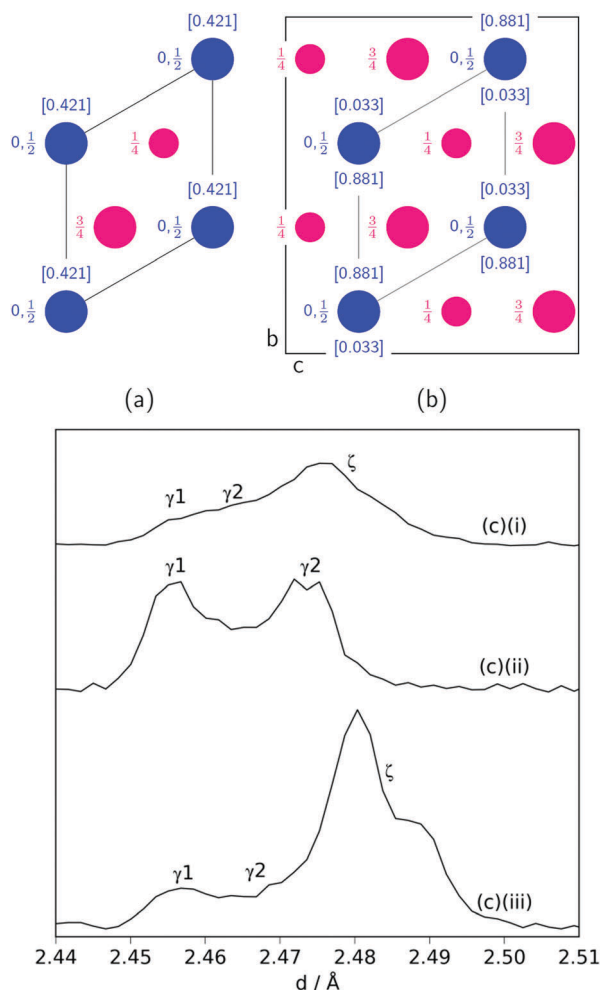 [0.421]
0,½
[0.421]
0,½ ¼
[0.421]
¾ 0,½
[0.421]
0,½
(a)
[0.881]
¼ ¾ 0,½
[0.033] [0.033]
0,½ ¼ ¾
[0.881] [0.033]
¼ ¾ 0,½
[0.881] [0.881]
0,½ ¼ ¾
b [0.033]
c
(b)
γ1 γ2 ζ
(c)(i)
γ1 γ2
(c)(ii)
ζ
γ1 γ2
(c)(iii)
2.44 2.45 2.46 2.47 2.48 2.49 2.50 2.51
d / Å